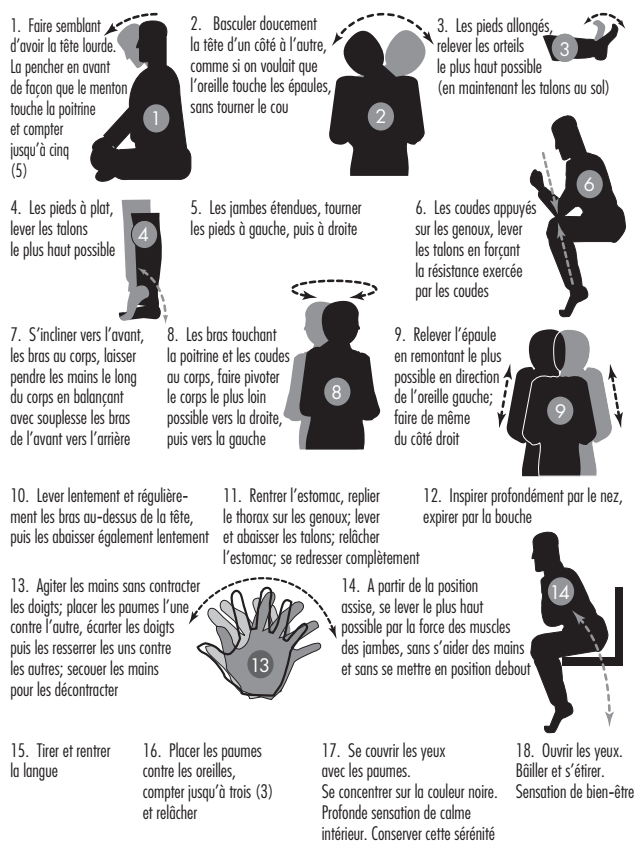 1. Faire semblant
d'avoir la tête lourde.
La pencher en avant
de façon que le menton
touche la poitrine
et compter
jusqu'à cinq
(5)
1
2. Basculer doucement
la tête d'un côté à l'autre,
comme si on voulait que
l'oreille touche les épaules,
sans tourner le cou
2
3. Les pieds allongés,
relever les orteils
le plus haut possible
(en maintenant les talons au sol)
3
4. Les pieds à plat,
lever les talons
le plus haut possible
4
5. Les jambes étendues, tourner
les pieds à gauche, puis à droite
6. Les coudes appuyés
sur les genoux, lever
les talons en forçant
la résistance exercée
par les coudes
6
7. S'incliner vers l'avant,
les bras au corps, laisser
pendre les mains le long
du corps en balançant
avec souplesse les bras
de l'avant vers l'arrière
8. Les bras touchant
la poitrine et les coudes
au corps, faire pivoter
le corps le plus loin
possible vers la droite,
puis vers la gauche
8
9. Relever l'épaule
en remontant le plus
possible en direction
de l'oreille gauche;
faire de même
du côté droit
9
10. Lever lentement et régulière-
ment les bras au-dessus de la tête,
puis les abaisser également lentement
11. Rentrer l'estomac, replier
le thorax sur les genoux; lever
et abaisser les talons; relâcher
l'estomac; se redresser complètement
12. Inspirer profondément par le nez,
expirer par la bouche
13. Agiter les mains sans contracter
les doigts; placer les paumes l'une
contre l'autre, écarter les doigts
puis les resserrer les uns contre
les autres; secouer les mains
pour les décontracter
13
14. A partir de la position
assise, se lever le plus haut
possible par la force des muscles
des jambes, sans s'aider des mains
et sans se mettre en position debout
14
15. Tirer et rentrer
la langue
16. Placer les paumes
contre les oreilles,
compter jusqu'à trois (3)
et relâcher
17. Se couvrir les yeux
avec les paumes.
Se concentrer sur la couleur noire.
Profonde sensation de calme
intérieur. Conserver cette sérénité
18. Ouvrir les yeux.
Bâiller et s'étirer.
Sensation de bien-être